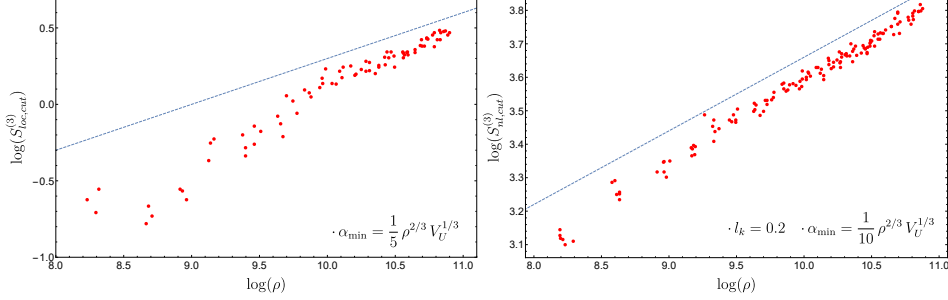 log(S_{loc,cut}^{(3)})
0.5
0.0
−0.5
−1.0
8.0 8.5 9.0 9.5 10.0 10.5 11.0
log(ρ)
· α_min = 1/5 ρ^{2/3} V_U^{1/3}
log(S_{nl,cut}^{(3)})
3.8
3.7
3.6
3.5
3.4
3.3
3.2
3.1
8.0 8.5 9.0 9.5 10.0 10.5 11.0
log(ρ)
· l_k = 0.2 · α_min = 1/10 ρ^{2/3} V_U^{1/3}